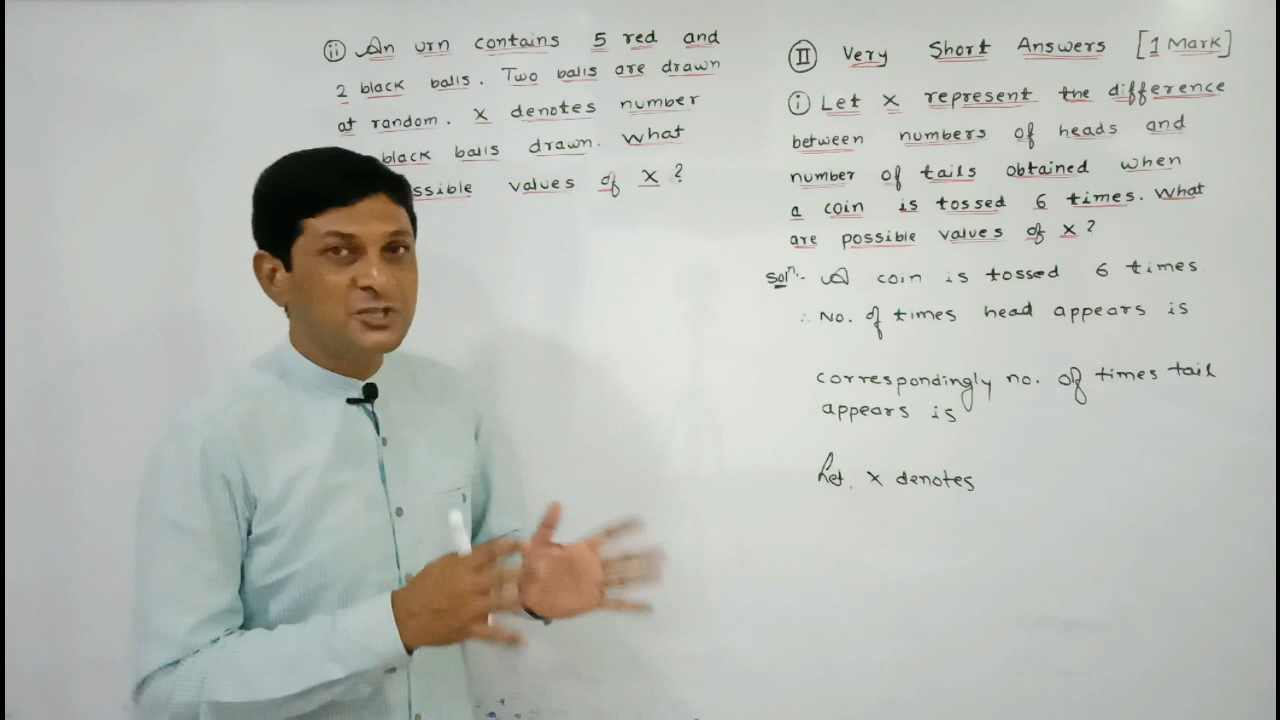 (ii) An urn contains 5 red and
2 black balls. Two balls are drawn
at random. X denotes number
black balls drawn. What
ssible values of X ?
(II) Very Short Answers [1 Mark]
(i) Let X represent the difference
between numbers of heads and
number of tails obtained when
a coin is tossed 6 times. What
are possible values of X ?
Solⁿ:- A coin is tossed 6 times
∴ No. of times head appears is
correspondingly no. of times tail
appears is
Let. X denotes